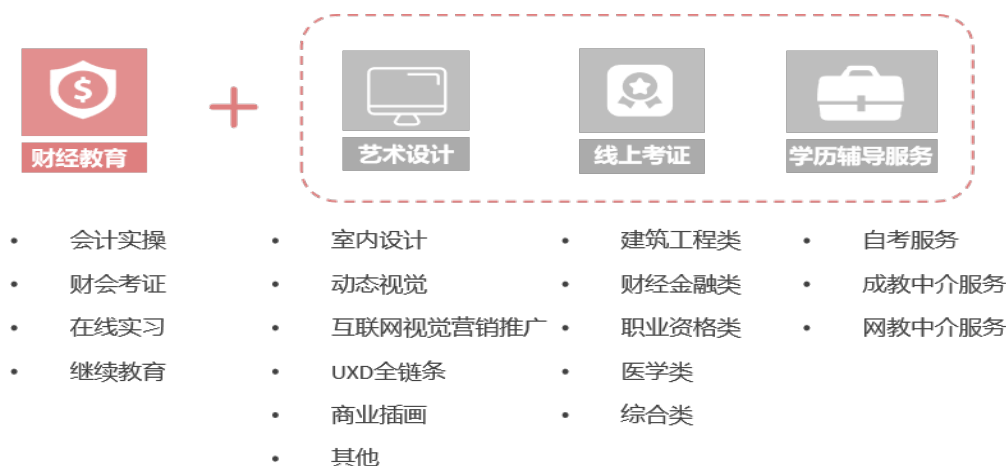 $
财经教育
艺术设计
线上考证
学历辅导服务
• 会计实操
• 财会考证
• 在线实习
• 继续教育
• 室内设计
• 动态视觉
• 互联网视觉营销推广
• UXD全链条
• 商业插画
• 其他
• 建筑工程类
• 财经金融类
• 职业资格类
• 医学类
• 综合类
• 自考服务
• 成教中介服务
• 网教中介服务